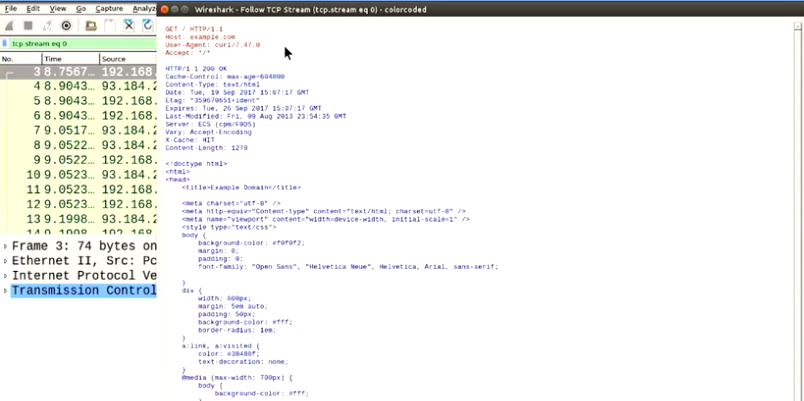 Wireshark - Follow TCP Stream (tcp.stream eq 0) - colorcoded
File Edit View Go Capture Analyz
tcp.stream eq 0
No. Time Source
3 8.7567… 192.168.
4 8.9043… 93.184.2
5 8.9043… 192.168.
6 8.9043… 192.168.
7 9.0517… 93.184.2
8 9.0522… 93.184.2
9 9.0522… 192.168.
10 9.0523… 93.184.2
11 9.0523… 192.168.
12 9.0523… 192.168.
13 9.1998… 93.184.2
14 9.1998 192.168
Frame 3: 74 bytes on
Ethernet II, Src: Pc
Internet Protocol Ve
Transmission Control
GET / HTTP/1.1
Host: example.com
User-Agent: curl/7.47.0
Accept: */*
HTTP/1.1 200 OK
Cache-Control: max-age=604800
Content-Type: text/html
Date: Tue, 19 Sep 2017 15:07:17 GMT
Etag: "359670651+ident"
Expires: Tue, 26 Sep 2017 15:07:17 GMT
Last-Modified: Fri, 09 Aug 2013 23:54:35 GMT
Server: ECS (cpm/F9D5)
Vary: Accept-Encoding
X-Cache: HIT
Content-Length: 1270
<!doctype html>
<html>
<head>
<title>Example Domain</title>
<meta charset="utf-8" />
<meta http-equiv="Content-type" content="text/html; charset=utf-8" />
<meta name="viewport" content="width=device-width, initial-scale=1" />
<style type="text/css">
body {
background-color: #f0f0f2;
margin: 0;
padding: 0;
font-family: "Open Sans", "Helvetica Neue", Helvetica, Arial, sans-serif;
}
div {
width: 600px;
margin: 5em auto;
padding: 50px;
background-color: #fff;
border-radius: 1em;
}
a:link, a:visited {
color: #38488f;
text-decoration: none;
}
@media (max-width: 700px) {
body {
background-color: #fff;